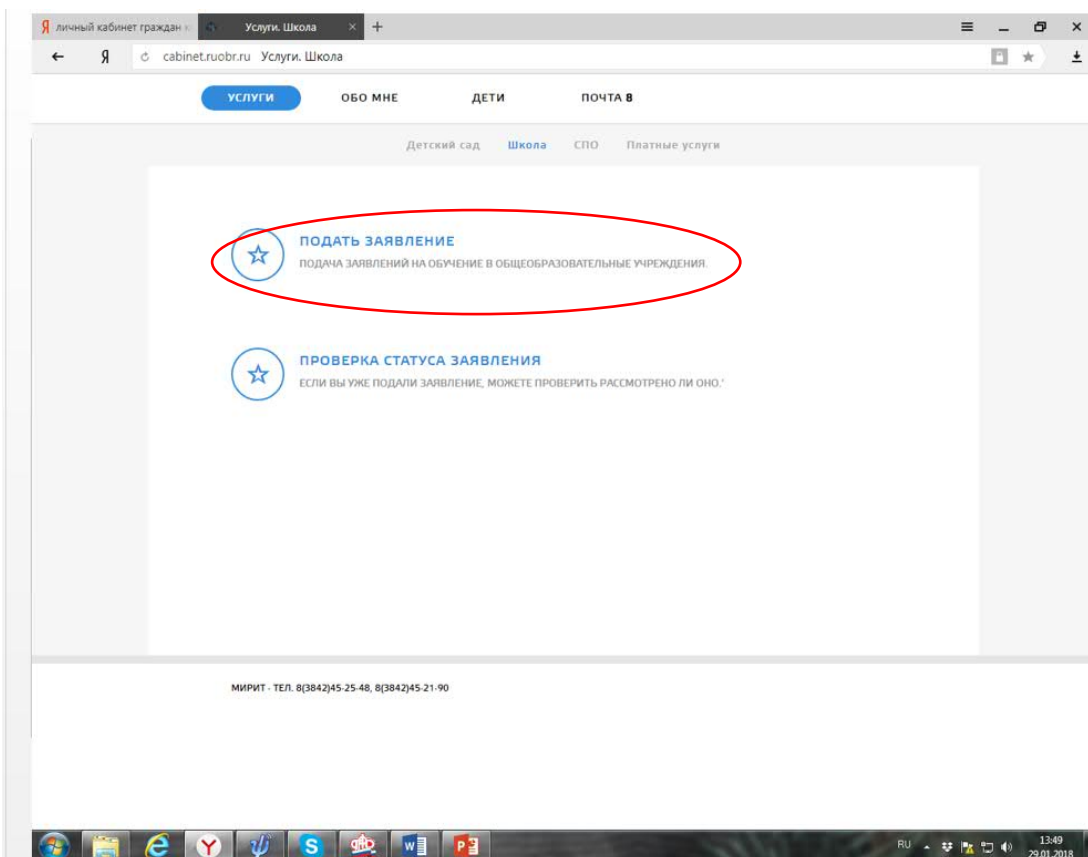 Я личный кабинет граждан
Услуги. Школа
cabinet.ruobr.ru Услуги. Школа
УСЛУГИ ОБО МНЕ ДЕТИ ПОЧТА 8
Детский сад Школа СПО Платные услуги
ПОДАТЬ ЗАЯВЛЕНИЕ
ПОДАЧА ЗАЯВЛЕНИЙ НА ОБУЧЕНИЕ В ОБЩЕОБРАЗОВАТЕЛЬНЫЕ УЧРЕЖДЕНИЯ.
ПРОВЕРКА СТАТУСА ЗАЯВЛЕНИЯ
ЕСЛИ ВЫ УЖЕ ПОДАЛИ ЗАЯВЛЕНИЕ, МОЖЕТЕ ПРОВЕРИТЬ РАССМОТРЕНО ЛИ ОНО.'
МИРИТ - ТЕЛ. 8(3842)45-25-48, 8(3842)45-21-90
RU
13:49
29.01.2018